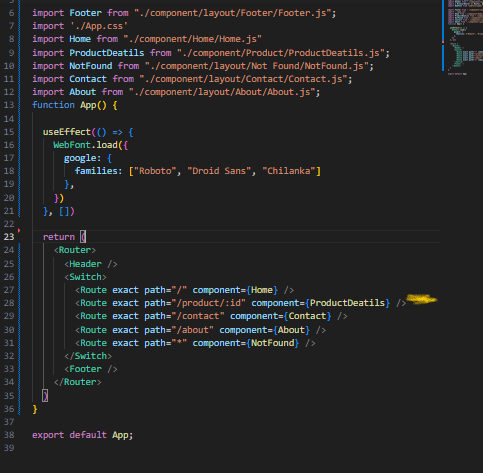 6 import Footer from "./component/layout/Footer/Footer.js";
7 import './App.css'
8 import Home from "./component/Home/Home.js"
9 import ProductDeatils from "./component/Product/ProductDeatils.js";
10 import NotFound from "./component/layout/Not Found/NotFound.js";
11 import Contact from "./component/layout/Contact/Contact.js";
12 import About from "./component/layout/About/About.js";
13 function App() {
14
15 useEffect(() => {
16 WebFont.load({
17 google: {
18 families: ["Roboto", "Droid Sans", "Chilanka"]
19 },
20 })
21 }, [])
22
23 return (
24 <Router>
25 <Header />
26 <Switch>
27 <Route exact path="/" component={Home} />
28 <Route exact path="/product/:id" component={ProductDeatils} />
29 <Route exact path="/contact" component={Contact} />
30 <Route exact path="/about" component={About} />
31 <Route exact path="*" component={NotFound} />
32 </Switch>
33 <Footer />
34 </Router>
35 )
36 }
37
38 export default App;
39